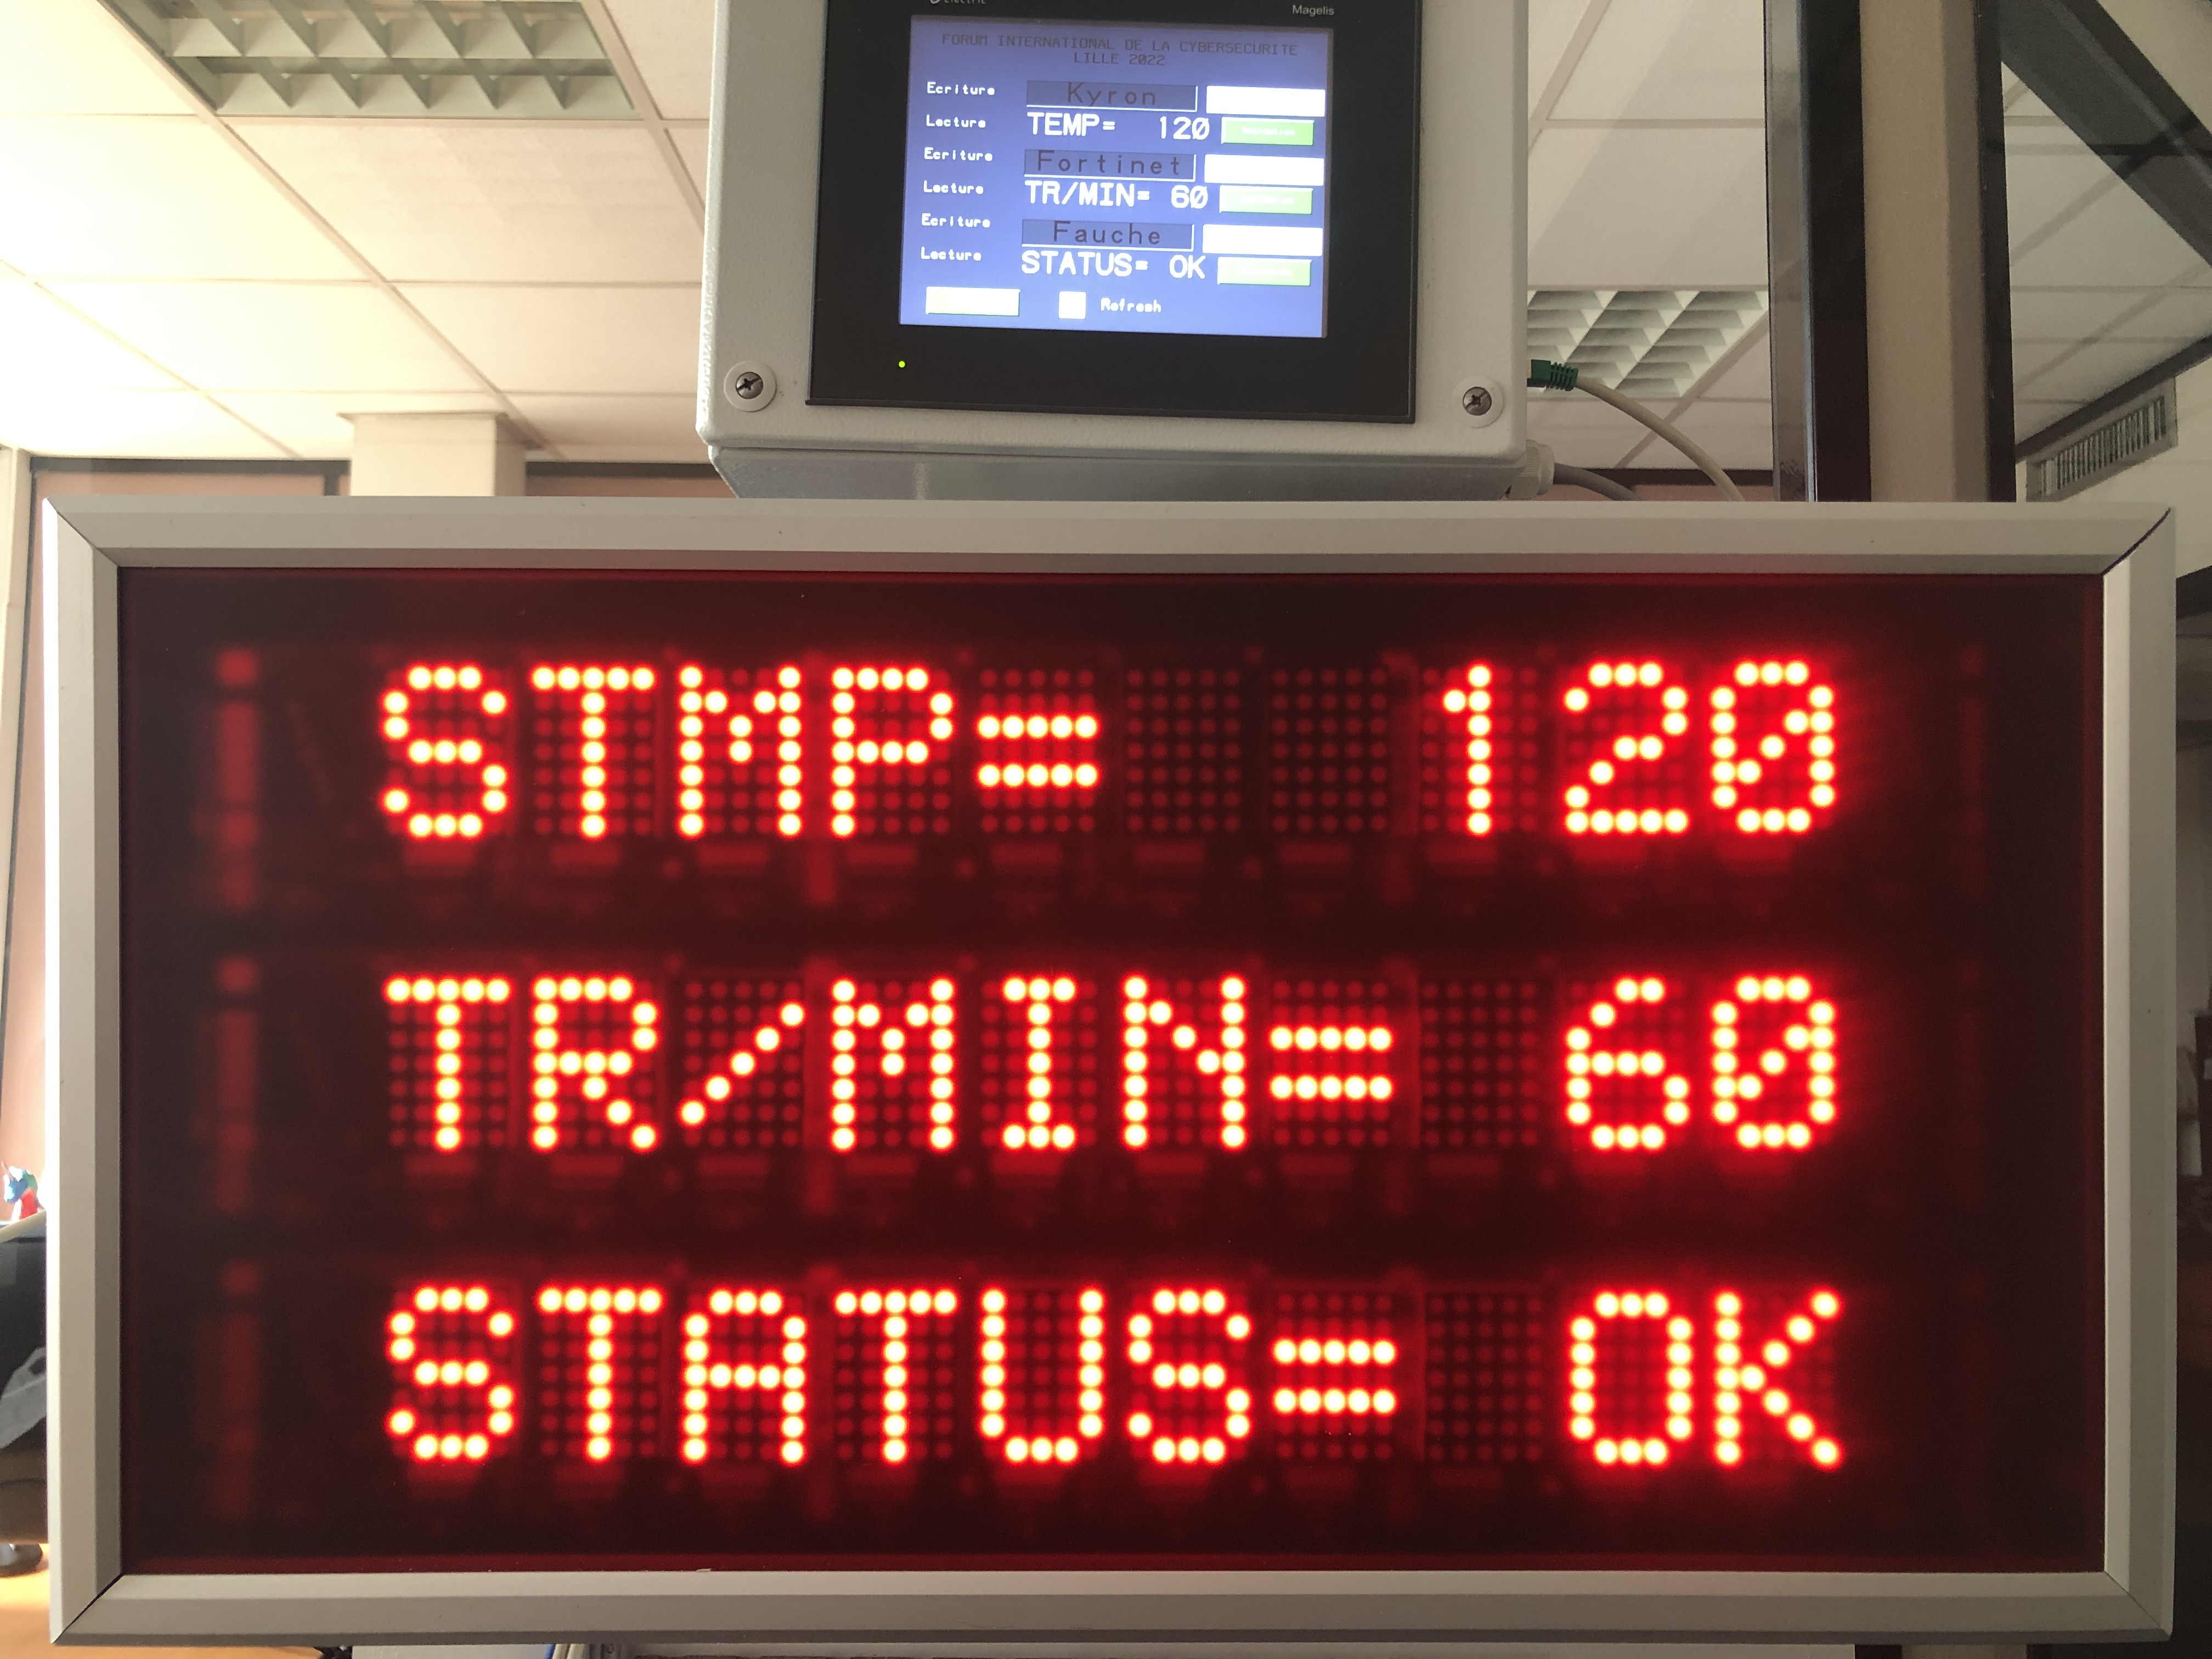 Magelis
FORUM INTERNATIONAL DE LA CYBERSECURITE
LILLE 2022
Ecriture Kyron
Lecture TEMP= 120
Ecriture Fortinet
Lecture TR/MIN= 60
Ecriture Fauche
Lecture STATUS= OK
Refresh
STMP= 120
TR/MIN= 60
STATUS= OK